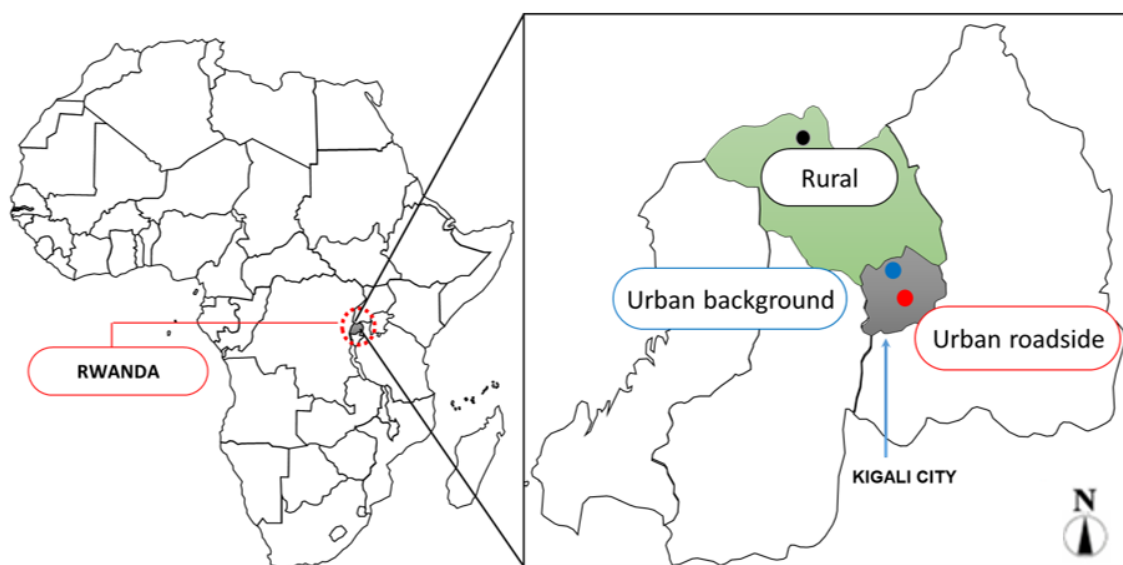 RWANDA
Rural
Urban background
Urban roadside
KIGALI CITY
N